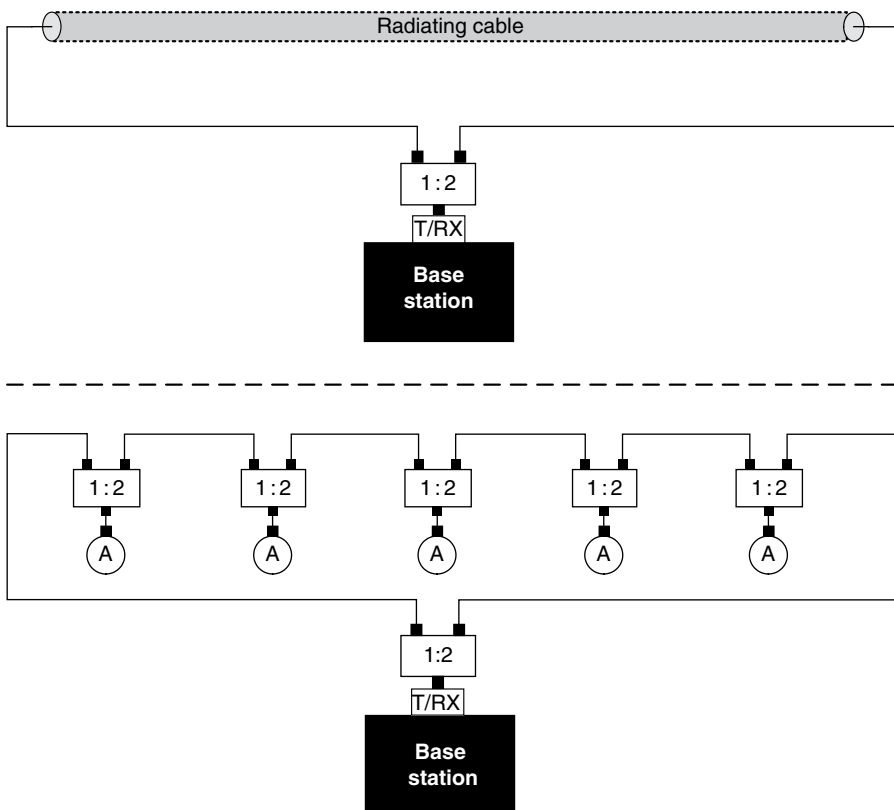 Radiating cable
1 : 2
T/RX
Base
station
1 : 2 1 : 2 1 : 2 1 : 2 1 : 2
A A A A A
1:2
T/RX
Base
station